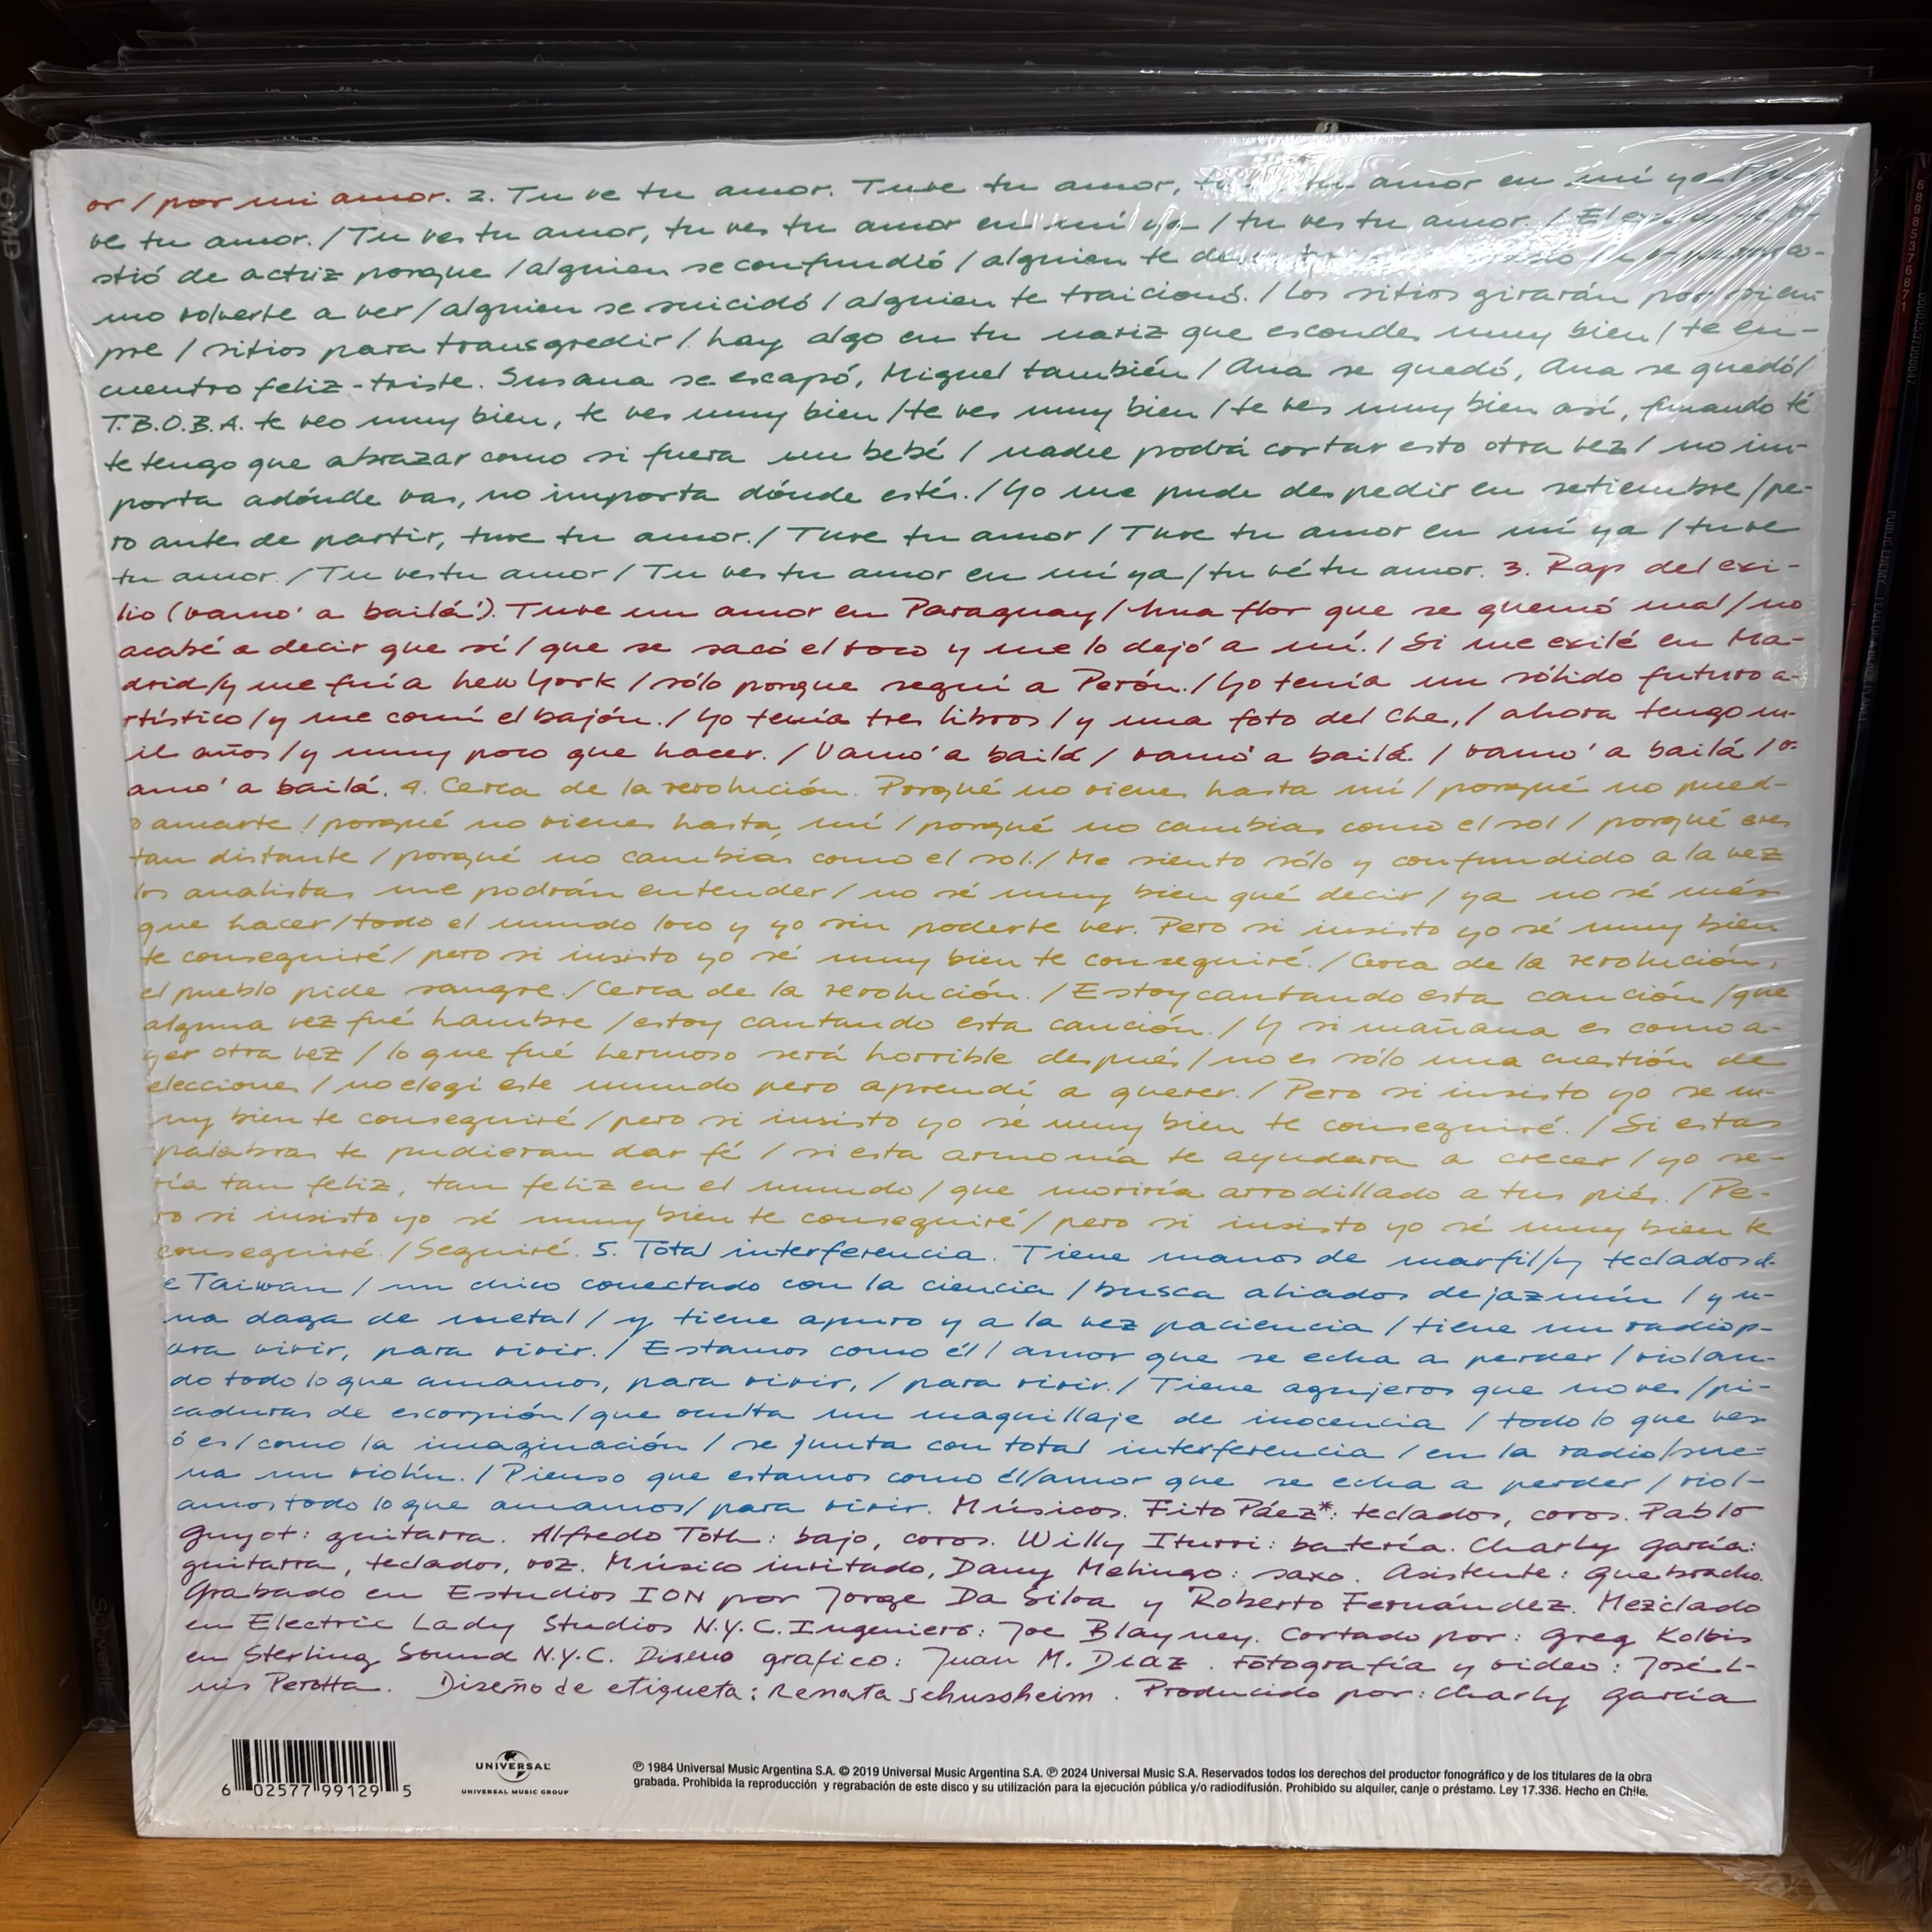 or / por mi amor. 2. Tuve tu amor. Tuve tu amor, tu amor en mí ya
ve tu amor. / Tu ves tu amor, tu ves tu amor en mí ya / tu ves tu amor. /
stió de actriz porque / alguien se confundió / alguien te
mo volverte a ver / alguien se suicidó / alguien te traicionó. / Los sitios girarán por siem-
pre / sitios para transgredir / hay algo en tu nariz que esconde muy bien / te en-
cuentro feliz-triste. Susana se escapó, Miguel también / Ana se quedó, Ana se quedó /
T.B.O.B.A. te veo muy bien, te ves muy bien / te ves muy bien / te ves muy bien así, fumando té
te tengo que abrazar como si fuera un bebé / nadie podrá cortar esto otra vez / no im-
porta adónde vas, no importa dónde estés. / Yo me pude despedir en setiembre / pe-
ro antes de partir, tuve tu amor. / Tuve tu amor / Tuve tu amor en mí ya / tuve
tu amor. / Tu ves tu amor / Tu ves tu amor en mí ya / tu vé tu amor. 3. Rap del exi-
lio (vamo' a bailá'). Tuve un amor en Paraguay / Una flor que se quemó mal / no
acabé a decir que sí / que se sacó el coco y me lo dejó a mí. / Si me exilé en Ma-
drid / y me fuí a New York / sólo porque seguí a Perón. / Yo tenía un sólido futuro a-
rtístico / y me comí el bajón. / Yo tenía tres libros / y una foto del Che, / ahora tengo m-
il años / y muy poco que hacer. / Vamo' a bailá / vamo' a bailá. / vamo' a bailá / v-
amo' a bailá. 4. Cerca de la revolución. Porqué no vienes hasta mí / porqué no pued-
o amarte / porqué no vienes hasta, mí / porqué no cambias como el sol / porqué eres
tan distante / porqué no cambias como el sol. / Me siento sólo y confundido a la vez
los analistas me podrán entender / no sé muy bien qué decir / ya no sé más
que hacer / todo el mundo loco y yo sin poderte ver. Pero si insisto yo sé muy bien
te conseguiré / pero si insisto yo sé muy bien te conseguiré. / Cerca de la revolución,
el pueblo pide sangre. / Cerca de la revolución. / Estoy cantando esta canción / que
alguna vez fué hambre / estoy cantando esta canción. / Y si mañana es como a-
yer otra vez / lo que fué hermoso será horrible después / no es sólo una cuestión de
elecciones / no elegí este mundo pero aprendí a querer. / Pero si insisto yo se m-
uy bien te conseguiré / pero si insisto yo sé muy bien te conseguiré. / Si estas
palabras te pudieran dar fé / si esta armonía te ayudara a crecer / yo se-
ría tan feliz, tan feliz en el mundo / que moriría arrodillado a tus piés. / Pe-
ro si insisto yo sé muy bien te conseguiré / pero si insisto yo sé muy bien te
conseguiré. / Seguiré. 5. Total interferencia. Tiene manos de marfil / y teclados d-
e Taiwan / un chico conectado con la ciencia / busca aliados de jazmín / y u-
na daga de metal / y tiene apuro y a la vez paciencia / tiene un radio p-
ara vivir, para vivir. / Estamos como él / amor que se echa a perder / violan-
do todo lo que amamos, para vivir, / para vivir. / Tiene agujeros que no ves / pi-
caduras de escorpión / que oculta un maquillaje de inocencia / todo lo que ves
ó es / como la imaginación / se junta con total interferencia / en la radio / sue-
na un violín. / Pienso que estamos como él / amor que se echa a perder / viol-
amos todo lo que amamos / para vivir. Músicos. Fito Páez*: teclados, coros. Pablo
Guyot: guitarra. Alfredo Toth: bajo, coros. Willy Iturri: batería. Charly García:
guitarra, teclados, voz. Músico invitado, Dany Melingo: saxo. Asistente: Quebracho.
Grabado en Estudios ION por Jorge Da Silva y Roberto Fernández. Mezclado
en Electric Lady Studios N.Y.C. Ingeniero: Joe Blayney. Cortado por: Greg Kolbis
en Sterling Sound N.Y.C. Diseño grafico: Juan M. Díaz. Fotografía y video: José L-
uis Perotta. Diseño de etiqueta: Renata Schussheim. Producido por: Charly García
6 02577 99129 5
UNIVERSAL
UNIVERSAL MUSIC GROUP
℗ 1984 Universal Music Argentina S.A. © 2019 Universal Music Argentina S.A. ℗ 2024 Universal Music S.A. Reservados todos los derechos del productor fonográfico y de los titulares de la obra
grabada. Prohibida la reproducción y regrabación de este disco y su utilización para la ejecución pública y/o radiodifusión. Prohibido su alquiler, canje o préstamo. Ley 17.336. Hecho en Chile.